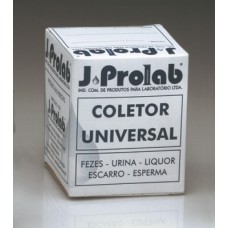 J.Prolab
IND. COM. DE PRODUTOS PARA LABORATÓRIO LTDA.
COLETOR
UNIVERSAL
FEZES - URINA - LIQUOR
ESCARRO - ESPERMA